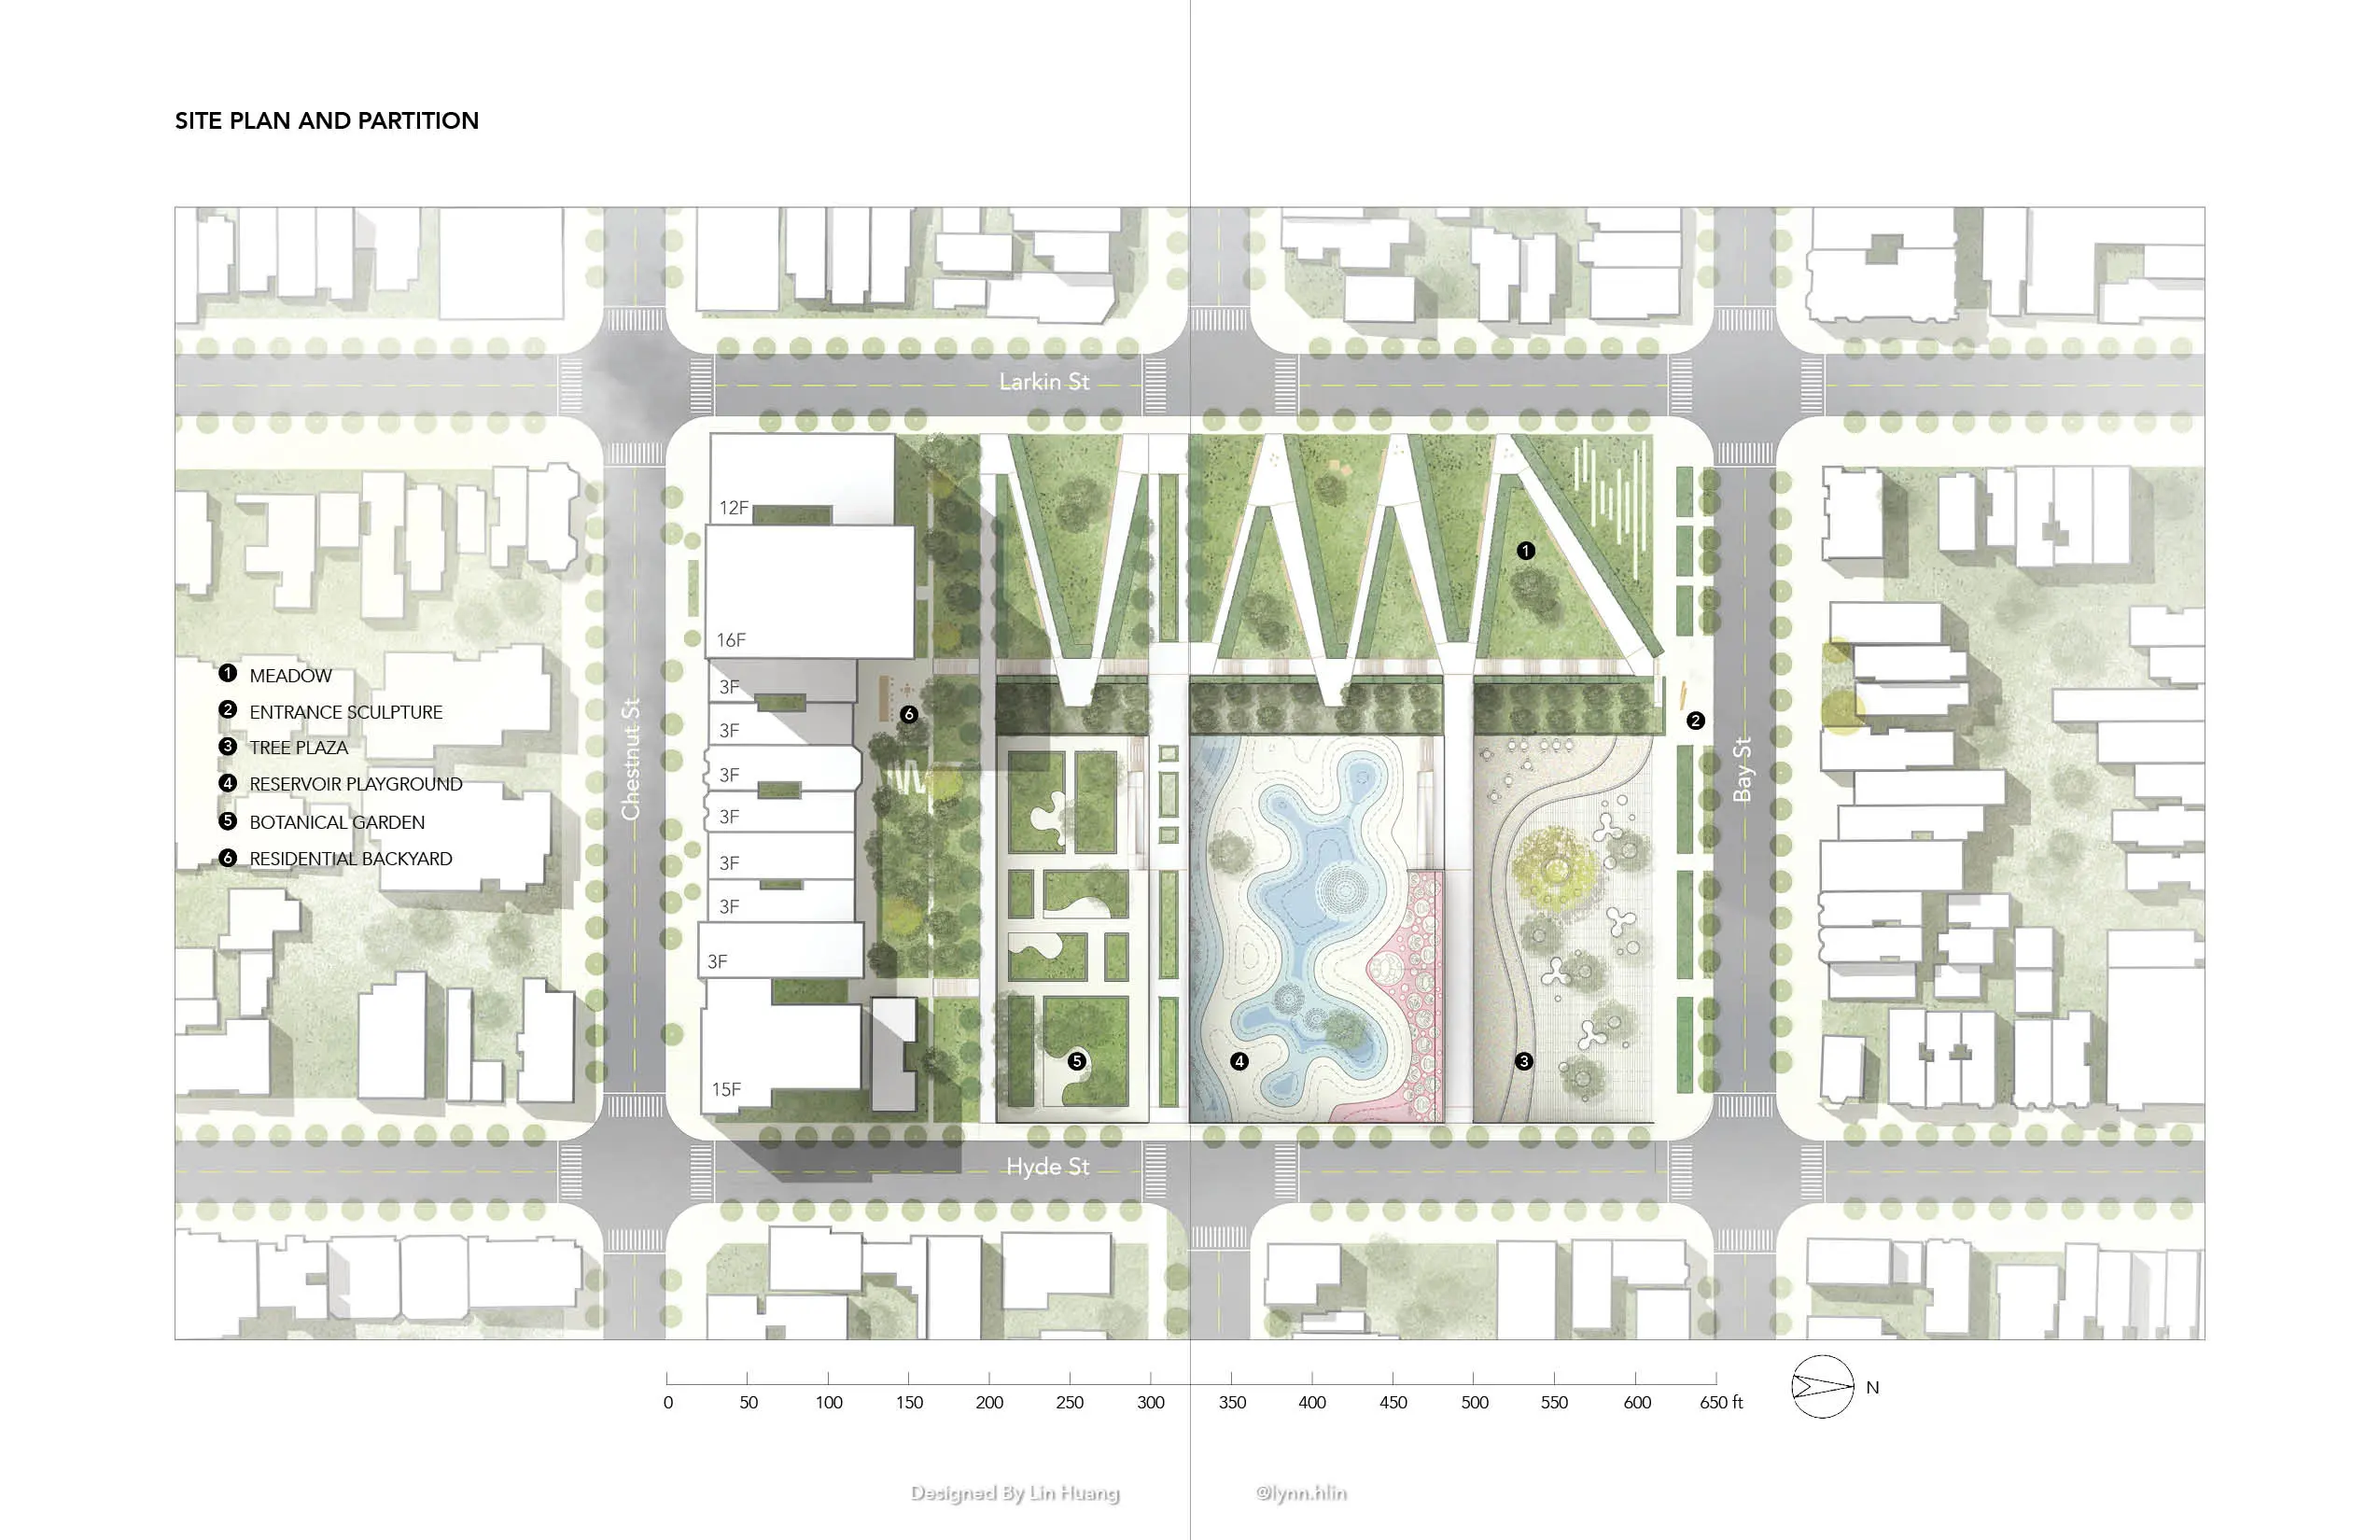 SITE PLAN AND PARTITION
Larkin St
12F
16F
3F
3F
3F
3F
3F
3F
3F
15F
Chestnut St
Bay St
Hyde St
1 MEADOW
2 ENTRANCE SCULPTURE
3 TREE PLAZA
4 RESERVOIR PLAYGROUND
5 BOTANICAL GARDEN
6 RESIDENTIAL BACKYARD
1
2
6
5
4
3
0 50 100 150 200 250 300 350 400 450 500 550 600 650 ft
N
Designed By Lin Huang @lynn.hlin